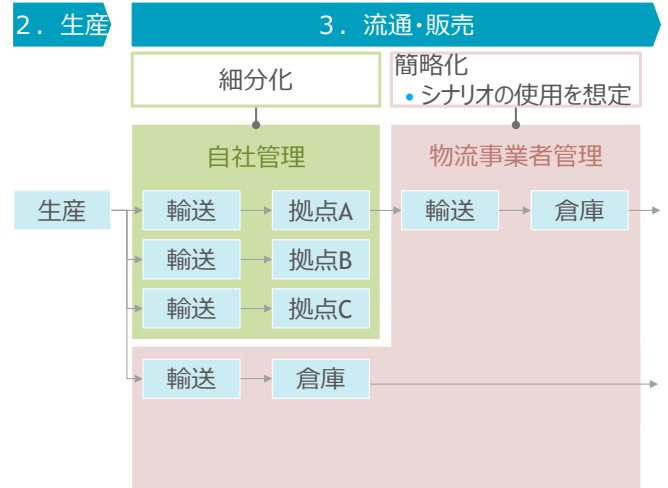 2．生産
3．流通・販売
細分化
簡略化
• シナリオの使用を想定
自社管理
物流事業者管理
生産
輸送
拠点A
輸送
倉庫
輸送
拠点B
輸送
拠点C
輸送
倉庫